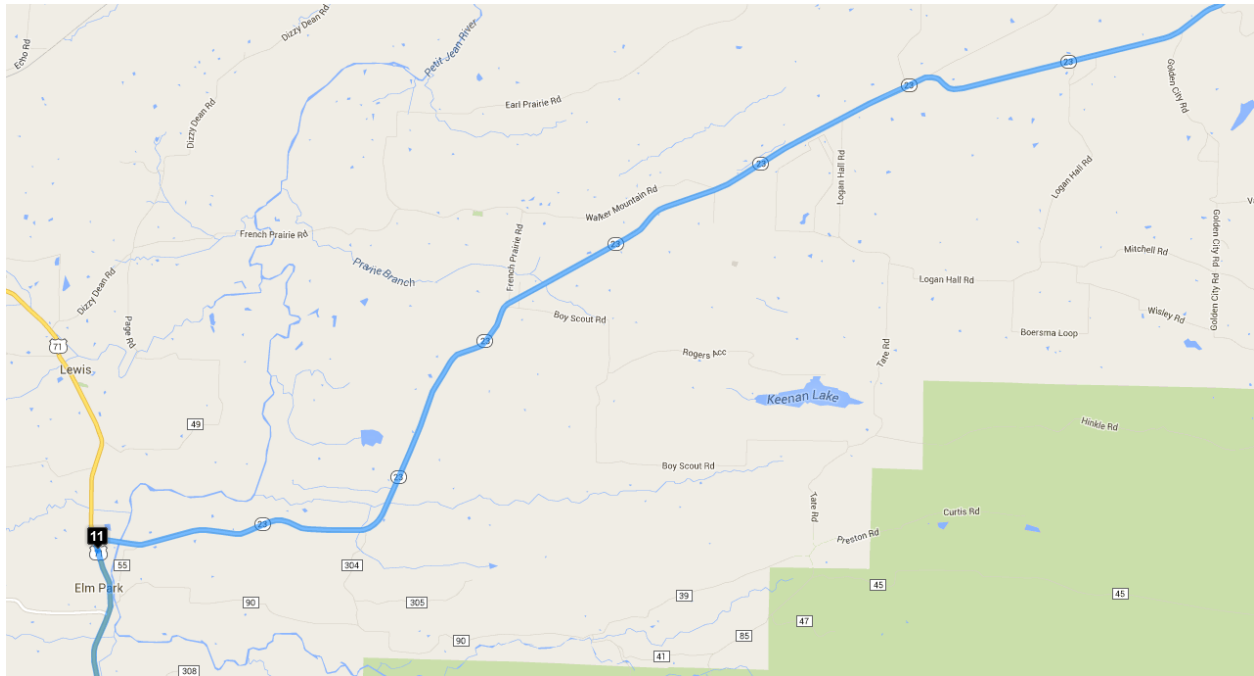 Echo Rd
Dizzy Dean Rd
Petit Jean River
23
Golden City Rd
23
Earl Prairie Rd
Dizzy Dean Rd
23
Logan Hall Rd
Logan Hall Rd
Walker Mountain Rd
French Prairie Rd
23
French Prairie Rd
Golden City Rd
Mitchell Rd
Prairie Branch
Logan Hall Rd
Golden City Rd
Dizzy Dean Rd
Page Rd
Boy Scout Rd
Wisley Rd
Boersma Loop
71
23
Tate Rd
Rogers Acc
Lewis
Keenan Lake
49
Hinkle Rd
Boy Scout Rd
23
Tate Rd
Curtis Rd
23
11
71
Preston Rd
55
304
Elm Park
45
45
39
90
305
47
85
90
41
308